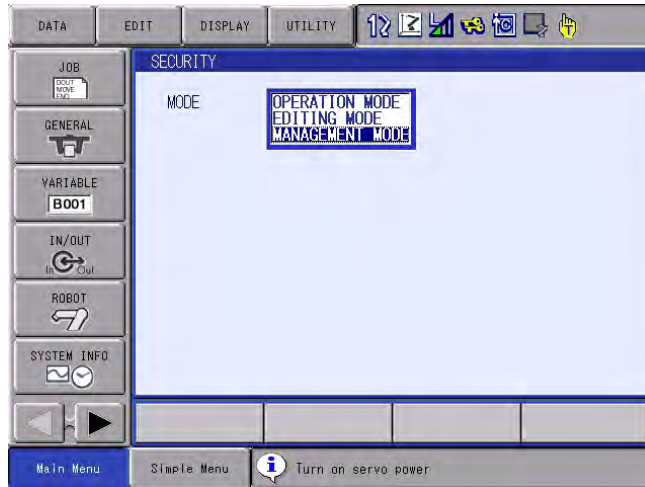 DATA
EDIT
DISPLAY
UTILITY
12
JOB
DOUT
MOVE
END
GENERAL
VARIABLE
B001
IN/OUT
In Out
ROBOT
SYSTEM INFO
SECURITY
MODE
OPERATION MODE
EDITING MODE
MANAGEMENT MODE
Main Menu
Simple Menu
Turn on servo power